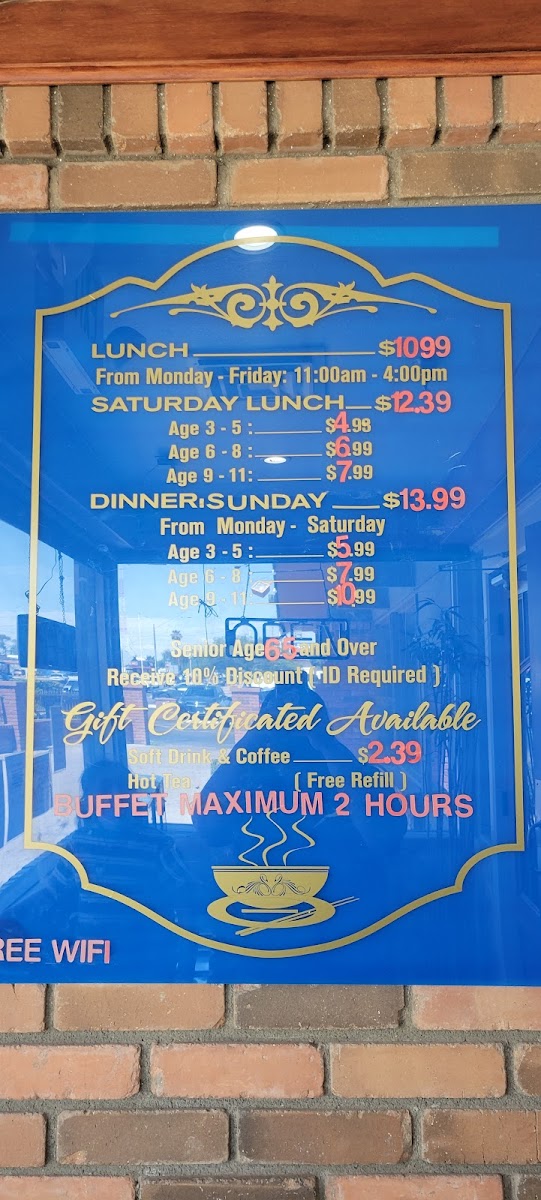 LUNCH $1099
From Monday - Friday: 11:00am - 4:00pm
SATURDAY LUNCH $12.39
Age 3 - 5 : $4.98
Age 6 - 8 : $6.99
Age 9 - 11: $7.99
DINNER:SUNDAY $13.99
From Monday - Saturday
Age 3 - 5 : $5.99
Age 6 - 8 $7.99
Age 9 - 11 $10.99
OPEN
Senior Age 65 and Over
Receive 10% Discount ( ID Required )
Gift Certificated Available
Soft Drink & Coffee $2.39
Hot Tea ( Free Refill )
BUFFET MAXIMUM 2 HOURS
REE WIFI